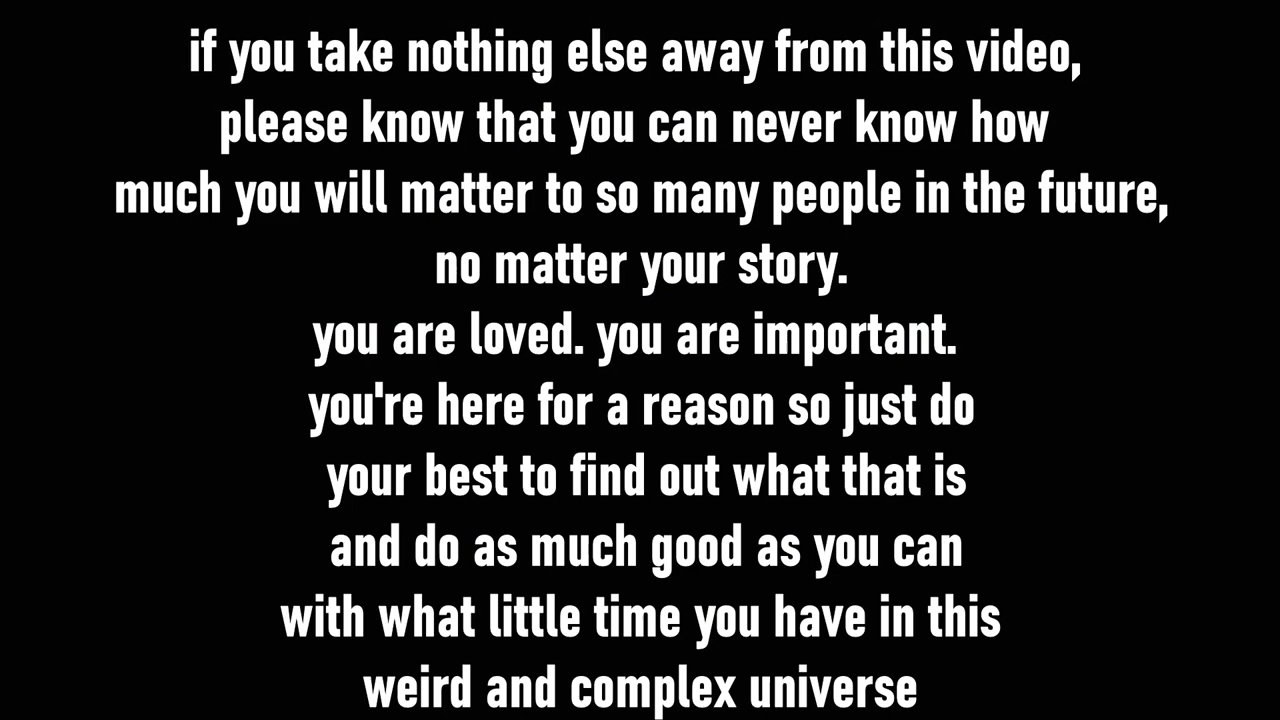 if you take nothing else away from this video,
please know that you can never know how
much you will matter to so many people in the future,
no matter your story.
you are loved. you are important.
you're here for a reason so just do
your best to find out what that is
and do as much good as you can
with what little time you have in this
weird and complex universe